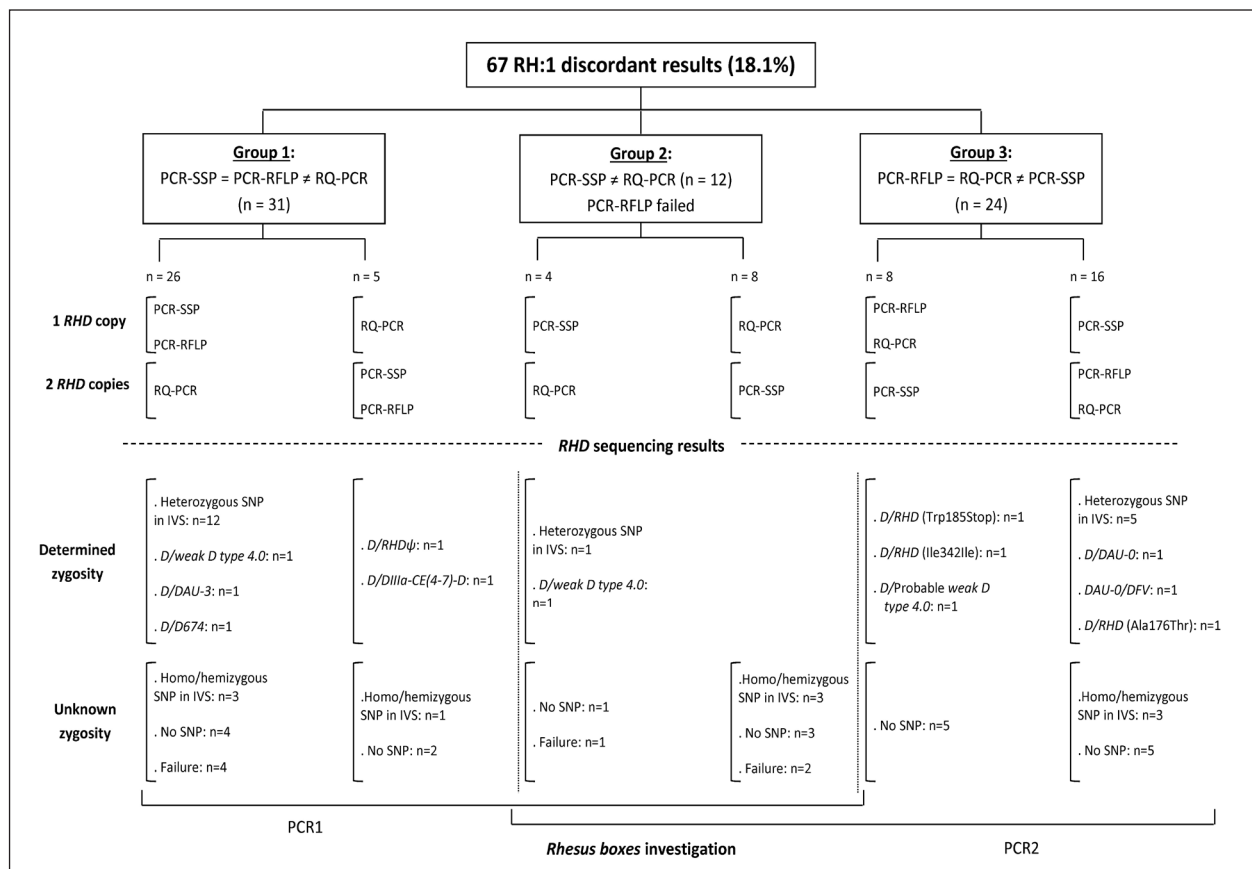 67 RH:1 discordant results (18.1%)
Group 1:
PCR-SSP = PCR-RFLP ≠ RQ-PCR
(n = 31)
Group 2:
PCR-SSP ≠ RQ-PCR (n = 12)
PCR-RFLP failed
Group 3:
PCR-RFLP = RQ-PCR ≠ PCR-SSP
(n = 24)
n = 26
n = 5
n = 4
n = 8
n = 8
n = 16
1 RHD copy
PCR-SSP
PCR-RFLP
RQ-PCR
PCR-SSP
RQ-PCR
PCR-RFLP
RQ-PCR
PCR-SSP
2 RHD copies
RQ-PCR
PCR-SSP
PCR-RFLP
RQ-PCR
PCR-SSP
PCR-SSP
PCR-RFLP
RQ-PCR
RHD sequencing results
Determined
zygosity
. Heterozygous SNP
in IVS: n=12
. D/weak D type 4.0: n=1
. D/DAU-3: n=1
. D/D674: n=1
. D/RHDψ: n=1
. D/DIIIa-CE(4-7)-D: n=1
. Heterozygous SNP
in IVS: n=1
. D/weak D type 4.0:
n=1
. D/RHD (Trp185Stop): n=1
. D/RHD (Ile342Ile): n=1
. D/Probable weak D
type 4.0: n=1
. Heterozygous SNP
in IVS: n=5
. D/DAU-0: n=1
. DAU-0/DFV: n=1
. D/RHD (Ala176Thr): n=1
Unknown
zygosity
. Homo/hemizygous
SNP in IVS: n=3
. No SNP: n=4
. Failure: n=4
.Homo/hemizygous
SNP in IVS: n=1
. No SNP: n=2
. No SNP: n=1
. Failure: n=1
.Homo/hemizygous
SNP in IVS: n=3
. No SNP: n=3
. Failure: n=2
. No SNP: n=5
. Homo/hemizygous
SNP in IVS: n=3
. No SNP: n=5
PCR1
Rhesus boxes investigation
PCR2